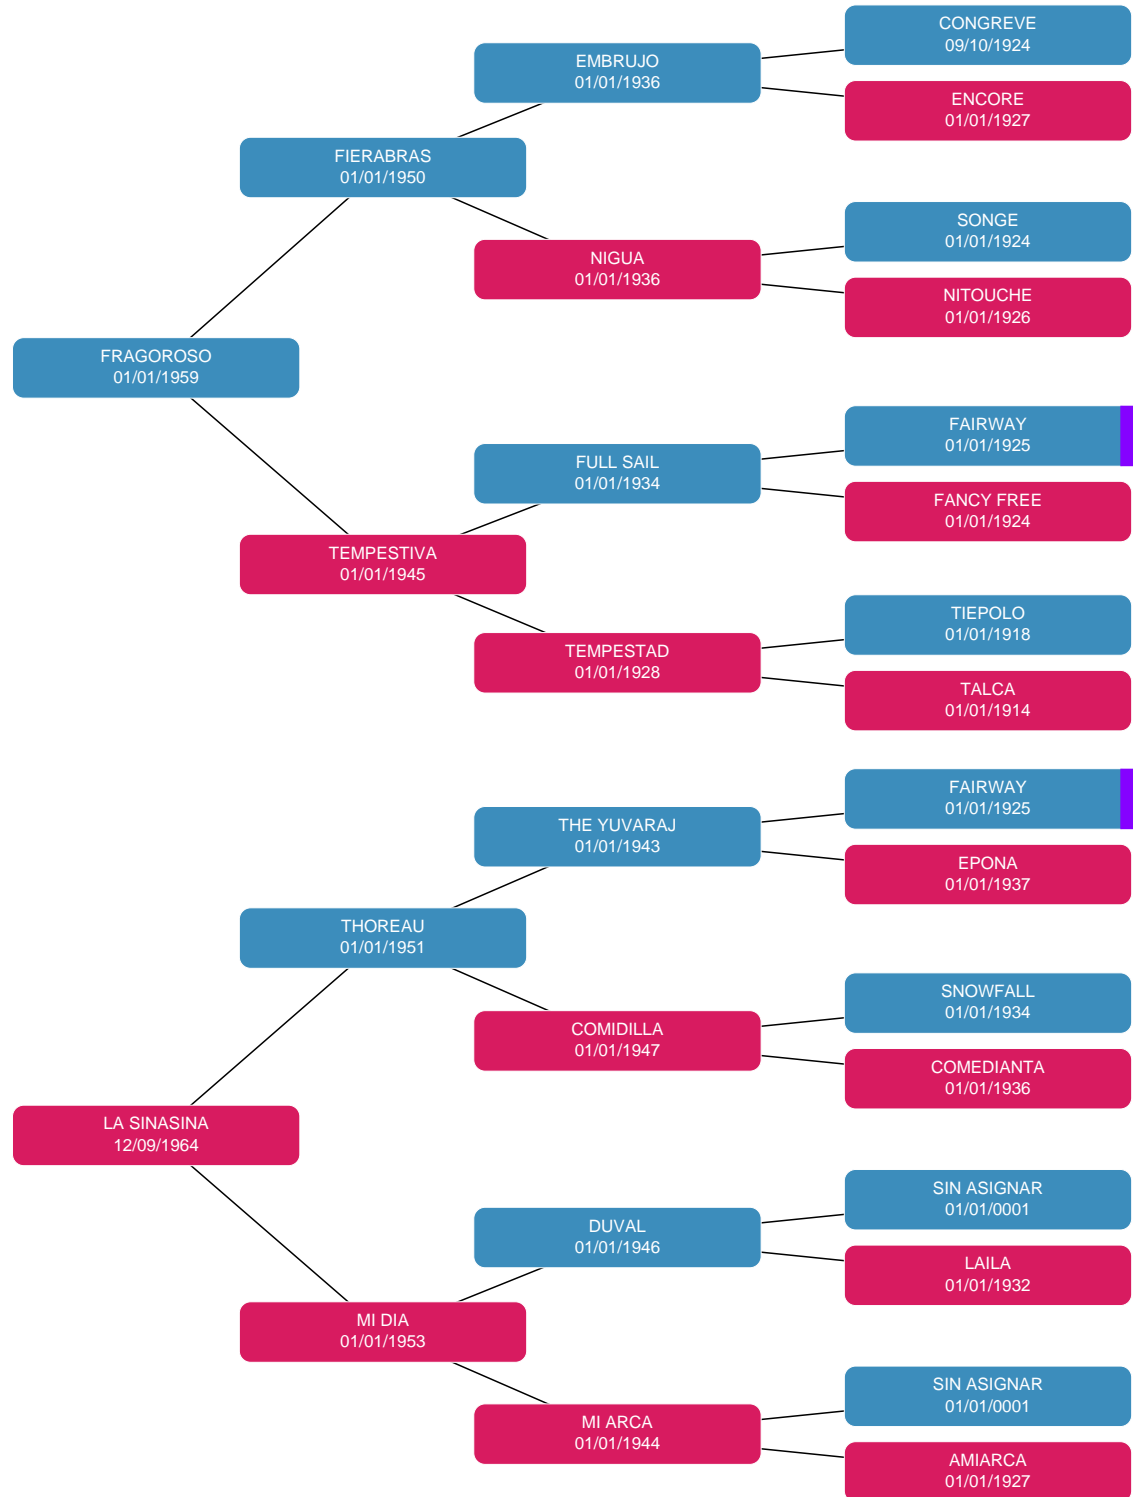 CONGREVE
09/10/1924
EMBRUJO
01/01/1936
ENCORE
01/01/1927
FIERABRAS
01/01/1950
SONGE
01/01/1924
NIGUA
01/01/1936
NITOUCHE
01/01/1926
FRAGOROSO
01/01/1959
FAIRWAY
01/01/1925
FULL SAIL
01/01/1934
FANCY FREE
01/01/1924
TEMPESTIVA
01/01/1945
TIEPOLO
01/01/1918
TEMPESTAD
01/01/1928
TALCA
01/01/1914
FAIRWAY
01/01/1925
THE YUVARAJ
01/01/1943
EPONA
01/01/1937
THOREAU
01/01/1951
SNOWFALL
01/01/1934
COMIDILLA
01/01/1947
COMEDIANTA
01/01/1936
LA SINASINA
12/09/1964
SIN ASIGNAR
01/01/0001
DUVAL
01/01/1946
LAILA
01/01/1932
MI DIA
01/01/1953
SIN ASIGNAR
01/01/0001
MI ARCA
01/01/1944
AMIARCA
01/01/1927